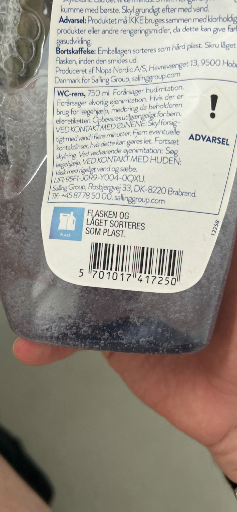 kumme med børste. Skyl grundigt efter med vand.
Advarsel: Produktet må IKKE bruges sammen med klorholdige
produkter eller andre rengøringsmidler, da dette kan give farlig
gasudvikling.
Bortskaffelse: Emballagen sorteres som hård plast. Skru låget
flasken, inden den smides ud
Produceret af Nopa Nordic A/S, Hravevænget 13, 9500 Hob
Danmark for Salling Group, sallinggroup.com
WC-rens, 750 ml. Forårsager hudirritation.
Forårsager alvorlig øjenirritation. Hvis der er
brug for lægehjælp, medbring da beholderen
eller etiketten. Opbevares utilgængeligt for børn.
VED KONTAKT MED ØJNENE: Skyl forsigtigt
med vand i flere minutter. Fjern eventuelle
kontaktlinser, hvis dette kan gøres let. Fortsæt
skylning. Ved vedvarende øjenirritation: Søg
lægehjælp. VED KONTAKT MED HUDEN:
Vask med rigeligt vand og sæbe.
Salling Group, Rosbjergvej 33, DK-8220 Brabrand.
Tlf. +45 8778 50 00, sallinggroup.com
!
ADVARSEL
FLASKEN OG
LÅGET SORTERES
SOM PLAST.
PLAST
5 701017 417250